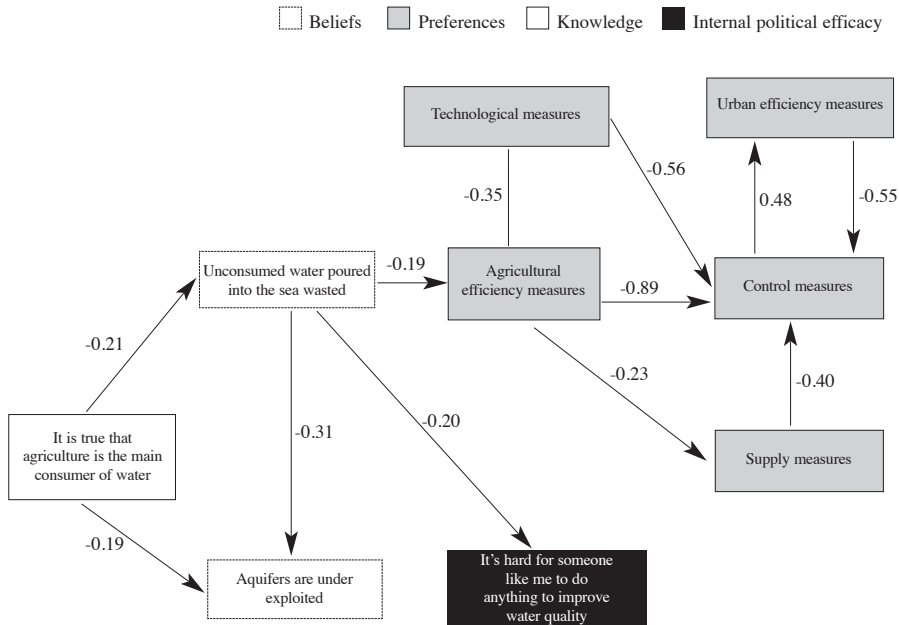 Beliefs Preferences Knowledge Internal political efficacy
Technological measures
Urban efficiency measures
-0.56
-0.35
0.48
-0.55
Unconsumed water poured
into the sea wasted
-0.19
Agricultural
efficiency measures
-0.89
Control measures
-0.21
-0.23
-0.40
-0.31
-0.20
It is true that
agriculture is the main
consumer of water
Supply measures
-0.19
Aquifers are under
exploited
It's hard for someone
like me to do
anything to improve
water quality